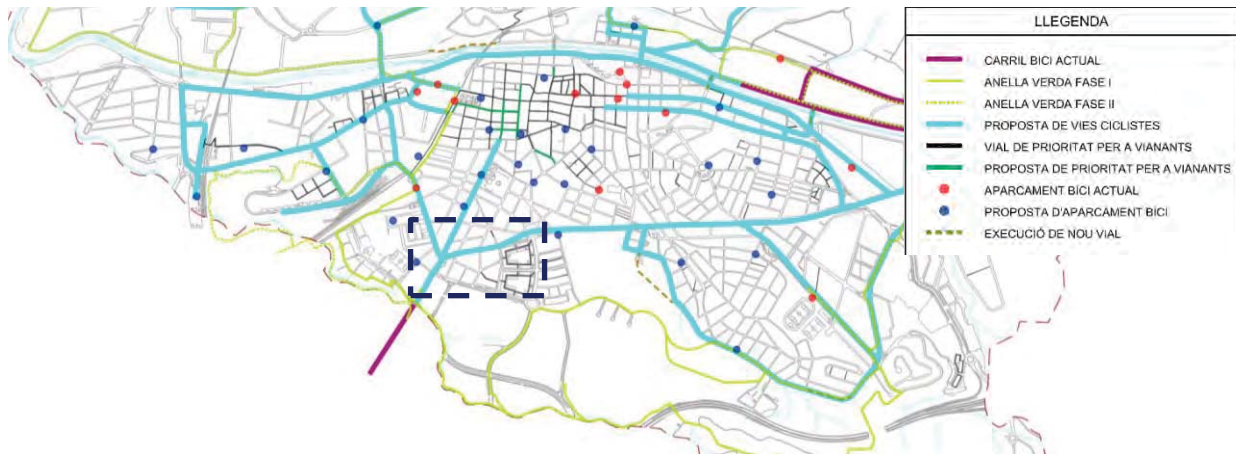 LLEGENDA
CARRIL BICI ACTUAL
ANELLA VERDA FASE I
ANELLA VERDA FASE II
PROPOSTA DE VIES CICLISTES
VIAL DE PRIORITAT PER A VIANANTS
PROPOSTA DE PRIORITAT PER A VIANANTS
APARCAMENT BICI ACTUAL
PROPOSTA D'APARCAMENT BICI
EXECUCIÓ DE NOU VIAL